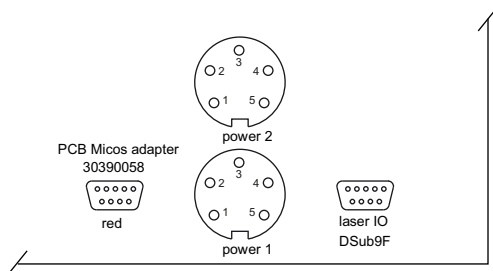 3
2 4
1 5
power 2
PCB Micos adapter
30390058
red
3
2 4
1 5
power 1
laser IO
DSub9F